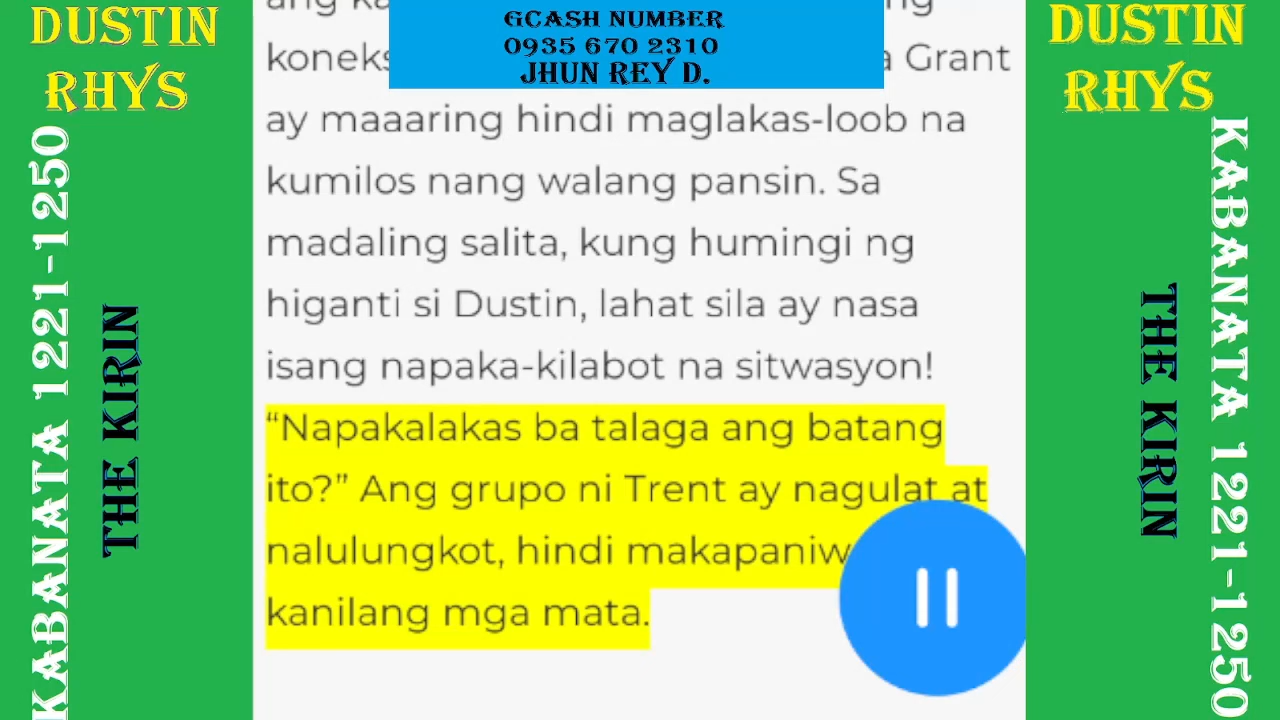 DUSTIN
RHYS
KABANATA 1221-1250
THE KIRIN
GCASH NUMBER
0935 670 2310
JHUN REY D.
ang
ng
Grant
ay maaaring hindi maglakas-loob na
kumilos nang walang pansin. Sa
madaling salita, kung humingi ng
higanti si Dustin, lahat sila ay nasa
isang napaka-kilabot na sitwasyon!
“Napakalakas ba talaga ang batang
ito?” Ang grupo ni Trent ay nagulat at
nalulungkot, hindi
kanilang mga mata.
DUSTIN
RHYS
KABANATA 1221-1250
THE KIRIN